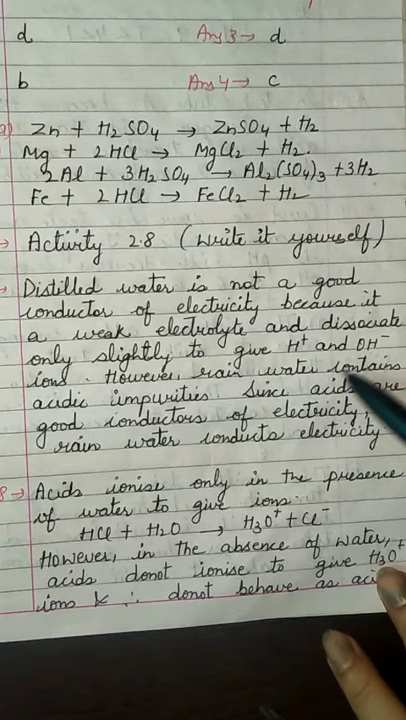 d Ans 3 → d
b Ans 4 → c
a) Zn + H₂SO₄ → ZnSO₄ + H₂
Mg + 2HCl → MgCl₂ + H₂.
2Al + 3H₂SO₄ → Al₂(SO₄)₃ + 3H₂
Fe + 2HCl → FeCl₂ + H₂
→ Activity 2.8 (Write it yourself)
→ Distilled water is not a good
conductor of electricity because it
a weak electrolyte and dissociate
only slightly to give H⁺ and OH⁻
ions. However, rain water contains
acidic impurities. Since acids are
good conductors of electricity,
rain water conducts electricity
8 → Acids ionise only in the presence
of water to give ions.
HCl + H₂O → H₃O⁺ + Cl⁻
However, in the absence of water,
acids donot ionise to give H₃O⁺
ions & ∴ donot behave as